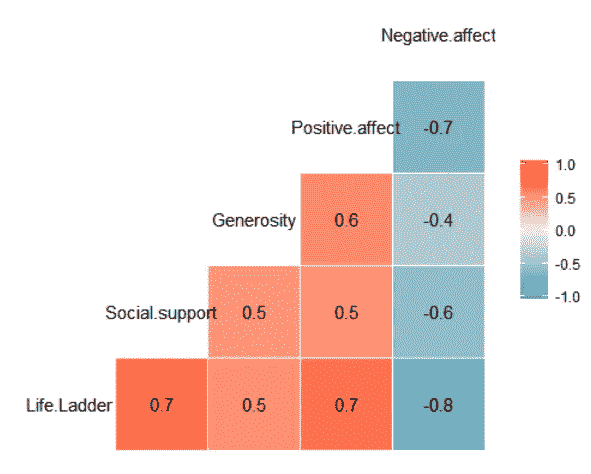 Negative.affect
Positive.affect -0.7
Generosity 0.6 -0.4
Social.support 0.5 0.5 -0.6
Life.Ladder 0.7 0.5 0.7 -0.8
1.0
0.5
0.0
-0.5
-1.0